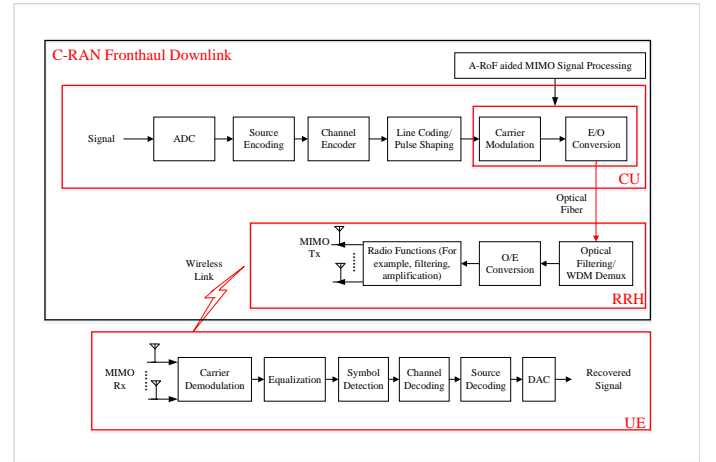 C-RAN Fronthaul Downlink
A-RoF aided MIMO Signal Processing
Signal
ADC
Source
Encoding
Channel
Encoder
Line Coding/
Pulse Shaping
Carrier
Modulation
E/O
Conversion
CU
Optical
Fiber
MIMO
Tx
Radio Functions (For
example, filtering,
amplification)
O/E
Conversion
Optical
Filtering/
WDM Demux
RRH
Wireless
Link
MIMO
Rx
Carrier
Demodulation
Equalization
Symbol
Detection
Channel
Decoding
Source
Decoding
DAC
Recovered
Signal
UE